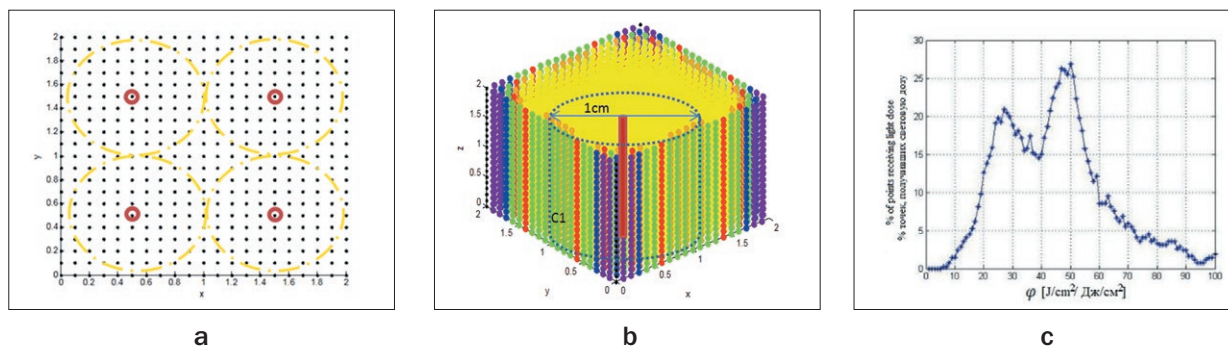 2
1.8
1.6
1.4
1.2
y
1
0.8
0.6
0.4
0.2
0
0 0.2 0.4 0.6 0.8 1 1.2 1.4 1.6 1.8 2
x
a
1cm
2
1.5
z
1
0.5
0
C1
2
1.5
1
0.5
0
y
0
0.5
1
1.5
2
x
b
% of points receiving light dose
% точек, получавших световую дозу
30
25
20
15
10
5
0
0 10 20 30 40 50 60 70 80 90 100
φ [J/cm²/ Дж/см²]
c